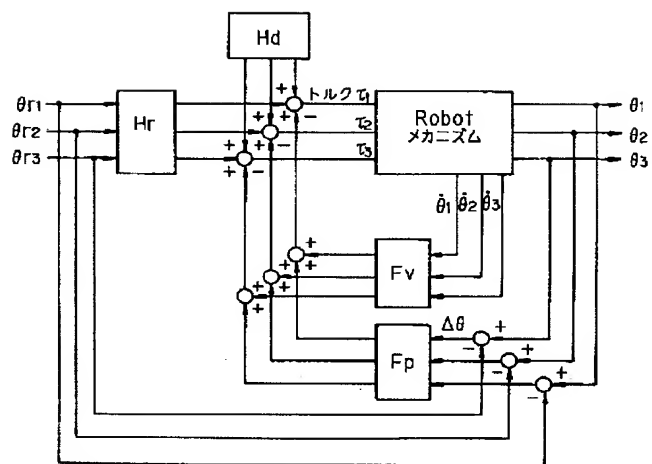 Hd
θr1
θr2
θr3
Hr
トルク τ1
τ2
τ3
Robot
メカニズム
θ1
θ2
θ3
θ̇1 θ̇2 θ̇3
Fv
Δθ
Fp